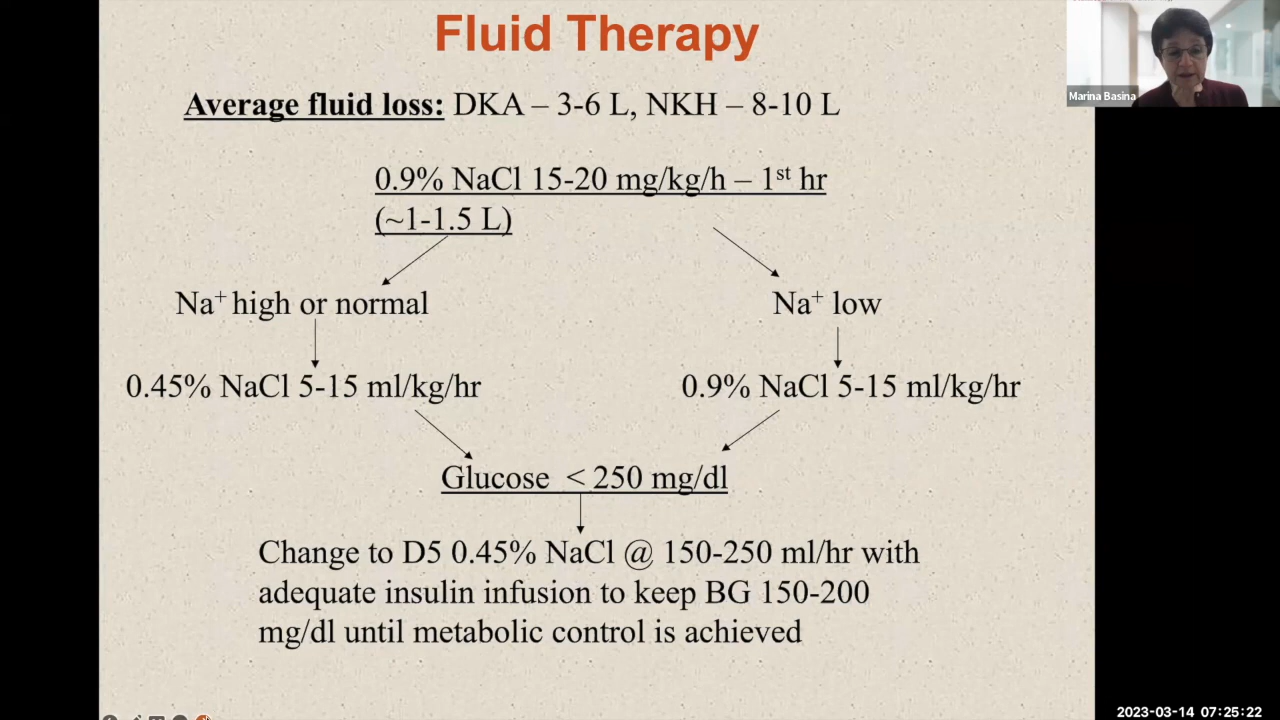 Fluid Therapy
Marina Basina
Average fluid loss: DKA – 3-6 L, NKH – 8-10 L
0.9% NaCl 15-20 mg/kg/h – 1st hr
(~1-1.5 L)
Na+ high or normal
Na+ low
0.45% NaCl 5-15 ml/kg/hr
0.9% NaCl 5-15 ml/kg/hr
Glucose < 250 mg/dl
Change to D5 0.45% NaCl @ 150-250 ml/hr with
adequate insulin infusion to keep BG 150-200
mg/dl until metabolic control is achieved
2023-03-14 07:25:22